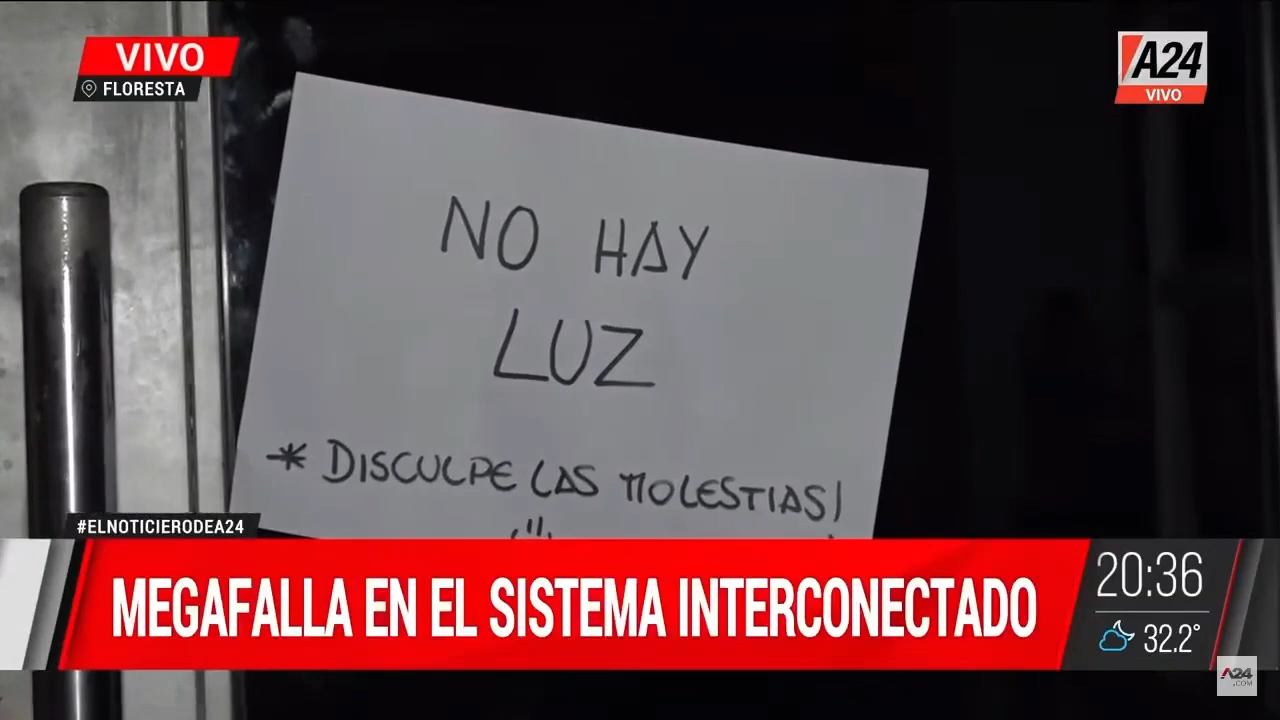 VIVO
FLORESTA
A24
VIVO
NO HAY
LUZ
* DISCULPE LAS MOLESTIAS!
#ELNOTICIERODEA24
MEGAFALLA EN EL SISTEMA INTERCONECTADO
20:36
32.2°
A24
.COM